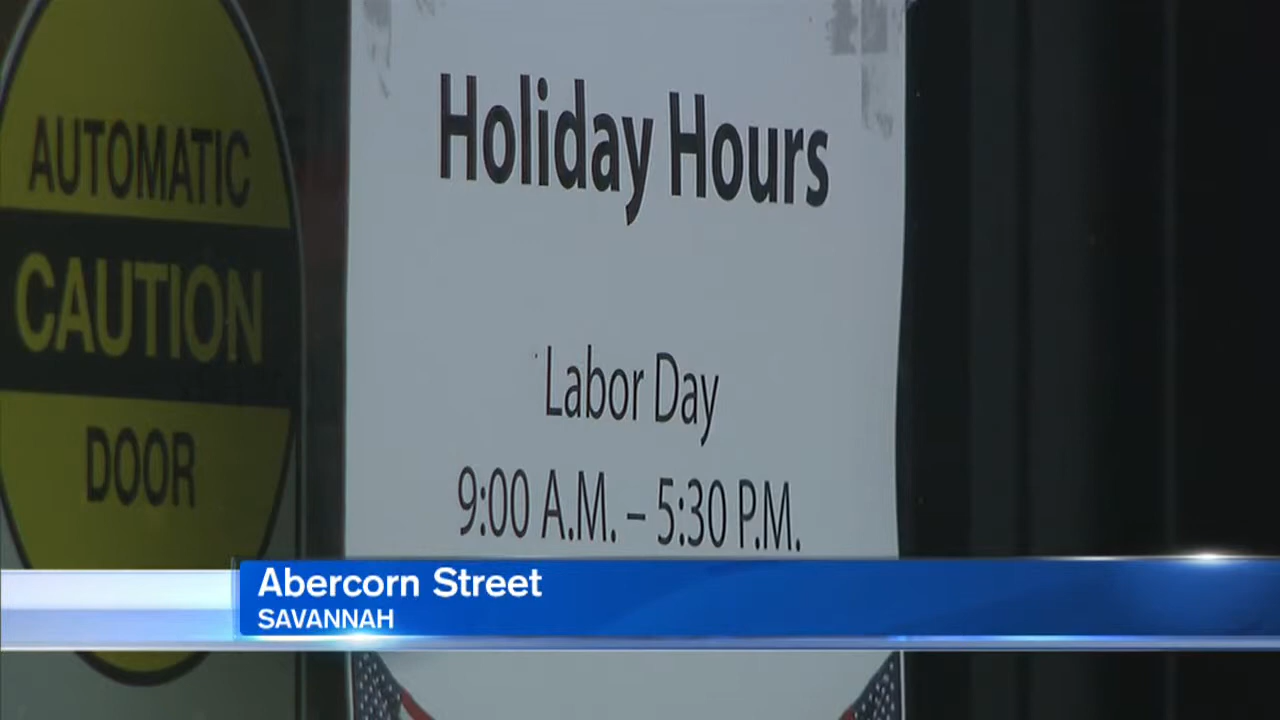 AUTOMATIC
CAUTION
DOOR
Holiday Hours
Labor Day
9:00 A.M. – 5:30 P.M.
Abercorn Street
SAVANNAH